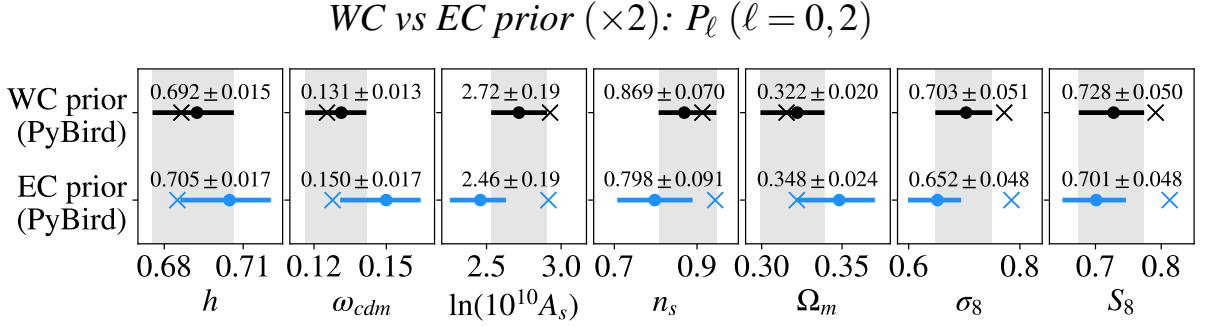 WC vs EC prior (×2): Pℓ (ℓ = 0, 2)
WC prior
(PyBird)
0.692 ± 0.015
0.131 ± 0.013
2.72 ± 0.19
0.869 ± 0.070
0.322 ± 0.020
0.703 ± 0.051
0.728 ± 0.050
EC prior
(PyBird)
0.705 ± 0.017
0.150 ± 0.017
2.46 ± 0.19
0.798 ± 0.091
0.348 ± 0.024
0.652 ± 0.048
0.701 ± 0.048
0.68 0.71
0.12 0.15
2.5 3.0
0.7 0.9
0.30 0.35
0.6 0.8
0.7 0.8
h
ω_cdm
ln(10¹⁰A_s)
n_s
Ω_m
σ₈
S₈